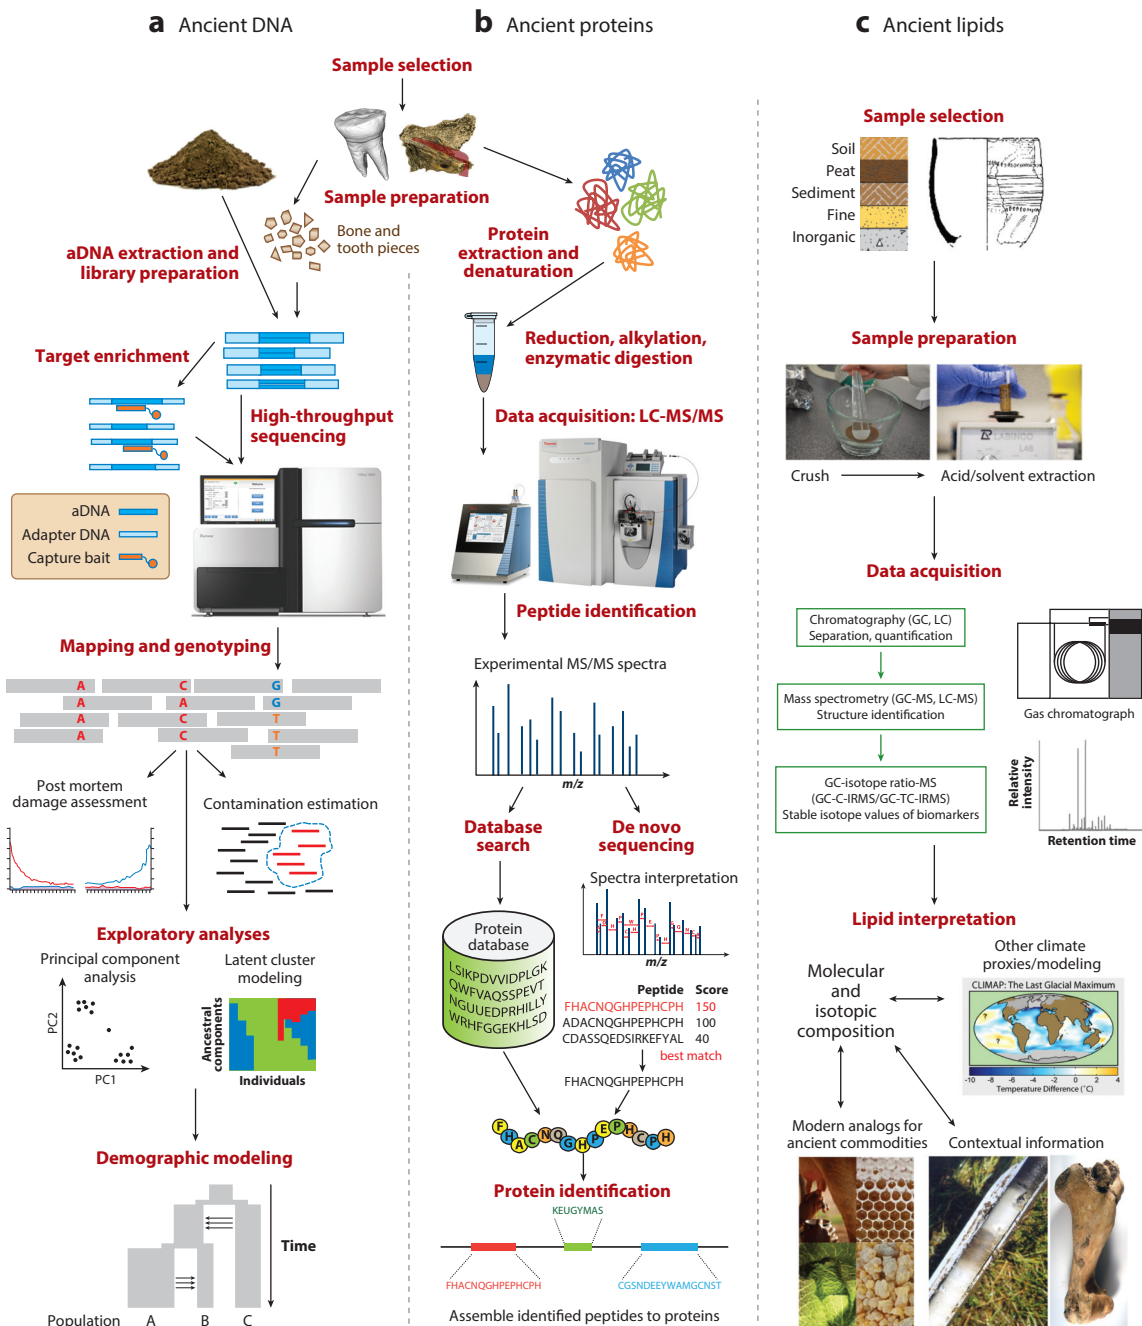 a Ancient DNA
b Ancient proteins
c Ancient lipids
Sample selection
Sample preparation
Bone and
tooth pieces
aDNA extraction and
library preparation
Target enrichment
High-throughput
sequencing
aDNA
Adapter DNA
Capture bait
Mapping and genotyping
A C G
A A G
A C T
A C T
T
Post mortem
damage assessment
Contamination estimation
Exploratory analyses
Principal component
analysis
Latent cluster
modeling
PC2
PC1
Ancestral
components
Individuals
Demographic modeling
Time
Population A B C
Protein
extraction and
denaturation
Reduction, alkylation,
enzymatic digestion
Data acquisition: LC-MS/MS
Peptide identification
Experimental MS/MS spectra
m/z
Database
search
De novo
sequencing
Spectra interpretation
m/z
Protein
database
LSIKPDVVIDPLGK
QWFVAQSSPEVT
NGUUEDPRHILLY
WRHFGGEKHLSD
Peptide Score
FHACNQGHPEPHCPH 150
ADACNQGHPEPHCPH 100
CDASSQEDSIRKEFYAL 40
best match
FHACNQGHPEPHCPH
F H A C N Q G H P E P H C P H
Protein identification
KEUGYMAS
FHACNQGHPEPHCPH
CGSNDEEYWAMGCNST
Assemble identified peptides to proteins
Sample selection
Soil
Peat
Sediment
Fine
Inorganic
Sample preparation
LABINCO
Crush
Acid/solvent extraction
Data acquisition
Chromatography (GC, LC)
Separation, quantification
Mass spectrometry (GC-MS, LC-MS)
Structure identification
GC-isotope ratio-MS
(GC-C-IRMS/GC-TC-IRMS)
Stable isotope values of biomarkers
Gas chromatograph
Relative
intensity
Retention time
Lipid interpretation
Molecular
and
isotopic
composition
Other climate
proxies/modeling
CLIMAP: The Last Glacial Maximum
? ?
-10 -8 -6 -4 -2 0 2 4
Temperature Difference (˚C)
Modern analogs for
ancient commodities
Contextual information